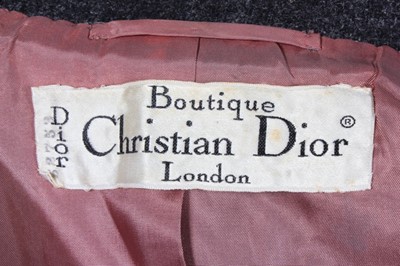 Boutique
Christian Dior ®
London
Dior